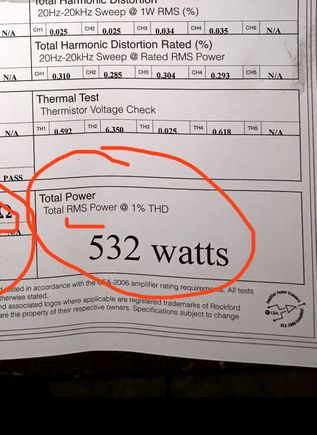 Total Harmonic Distortion
20Hz-20kHz Sweep @ 1W RMS (%)
N/A CH1 0.025 CH2 0.025 CH3 0.034 CH4 0.035 CH5 N/A
Total Harmonic Distortion Rated (%)
20Hz-20kHz Sweep @ Rated RMS Power
N/A CH1 0.310 CH2 0.285 CH3 0.304 CH4 0.293 CH5 N/A
Thermal Test
Thermistor Voltage Check
N/A TH1 0.592 TH2 6.350 TH3 0.025 TH4 0.618 TH5 N/A
PASS
Total Power
Total RMS Power @ 1% THD
N/A
532 watts
tested in accordance with the CEA-2006 amplifier rating requirements. All tests
otherwise stated.
and associated logos where applicable are registered trademarks of Rockford
are the property of their respective owners. Specifications subject to change
CEA